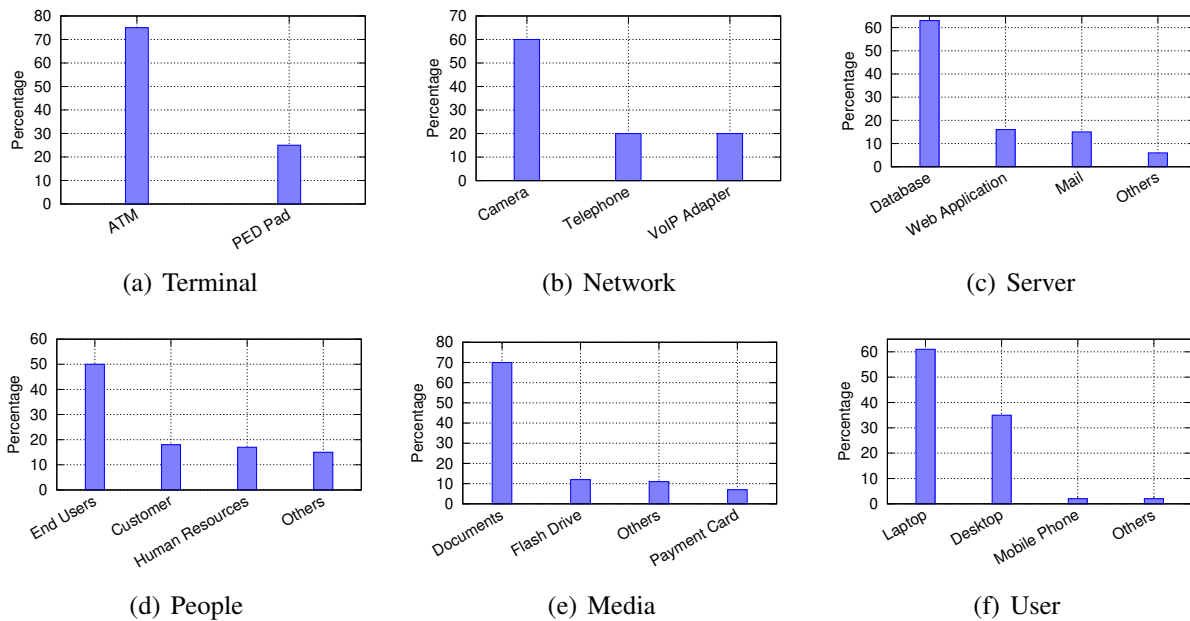 80
70
60
50
40
30
20
10
0
Percentage
ATM
PED Pad
(a) Terminal
70
60
50
40
30
20
10
0
Percentage
Camera
Telephone
VoIP Adapter
(b) Network
60
50
40
30
20
10
0
Percentage
Database
Web Application
Mail
Others
(c) Server
60
50
40
30
20
10
0
Percentage
End Users
Customer
Human Resources
Others
(d) People
80
70
60
50
40
30
20
10
0
Percentage
Documents
Flash Drive
Others
Payment Card
(e) Media
60
50
40
30
20
10
0
Percentage
Laptop
Desktop
Mobile Phone
Others
(f) User